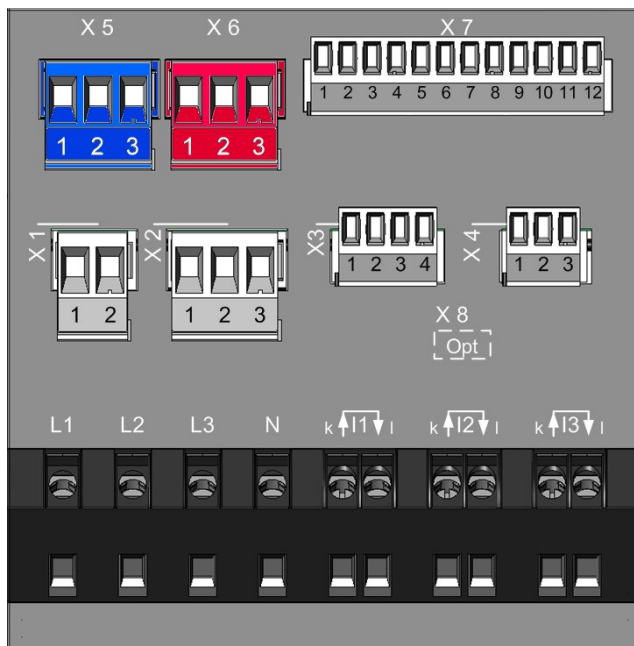 X 5 X 6 X 7
1 2 3 1 2 3 1 2 3 4 5 6 7 8 9 10 11 12
X 1 X 2 X3 X 4
1 2 1 2 3 1 2 3 4 1 2 3
X 8
Opt
L1 L2 L3 N k I1 l k I2 l k I3 l